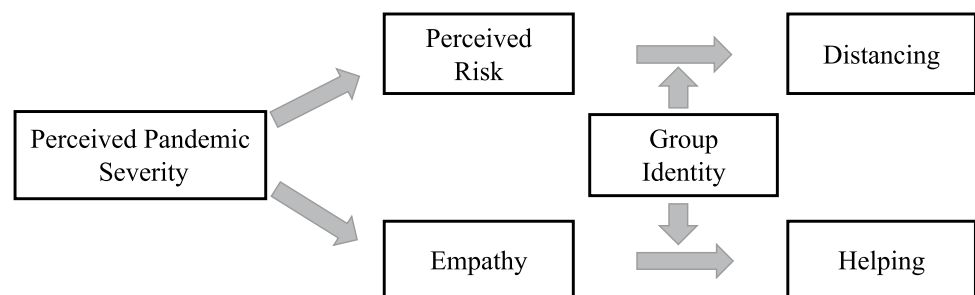 Perceived
Risk
Distancing
Perceived Pandemic
Severity
Group
Identity
Empathy
Helping